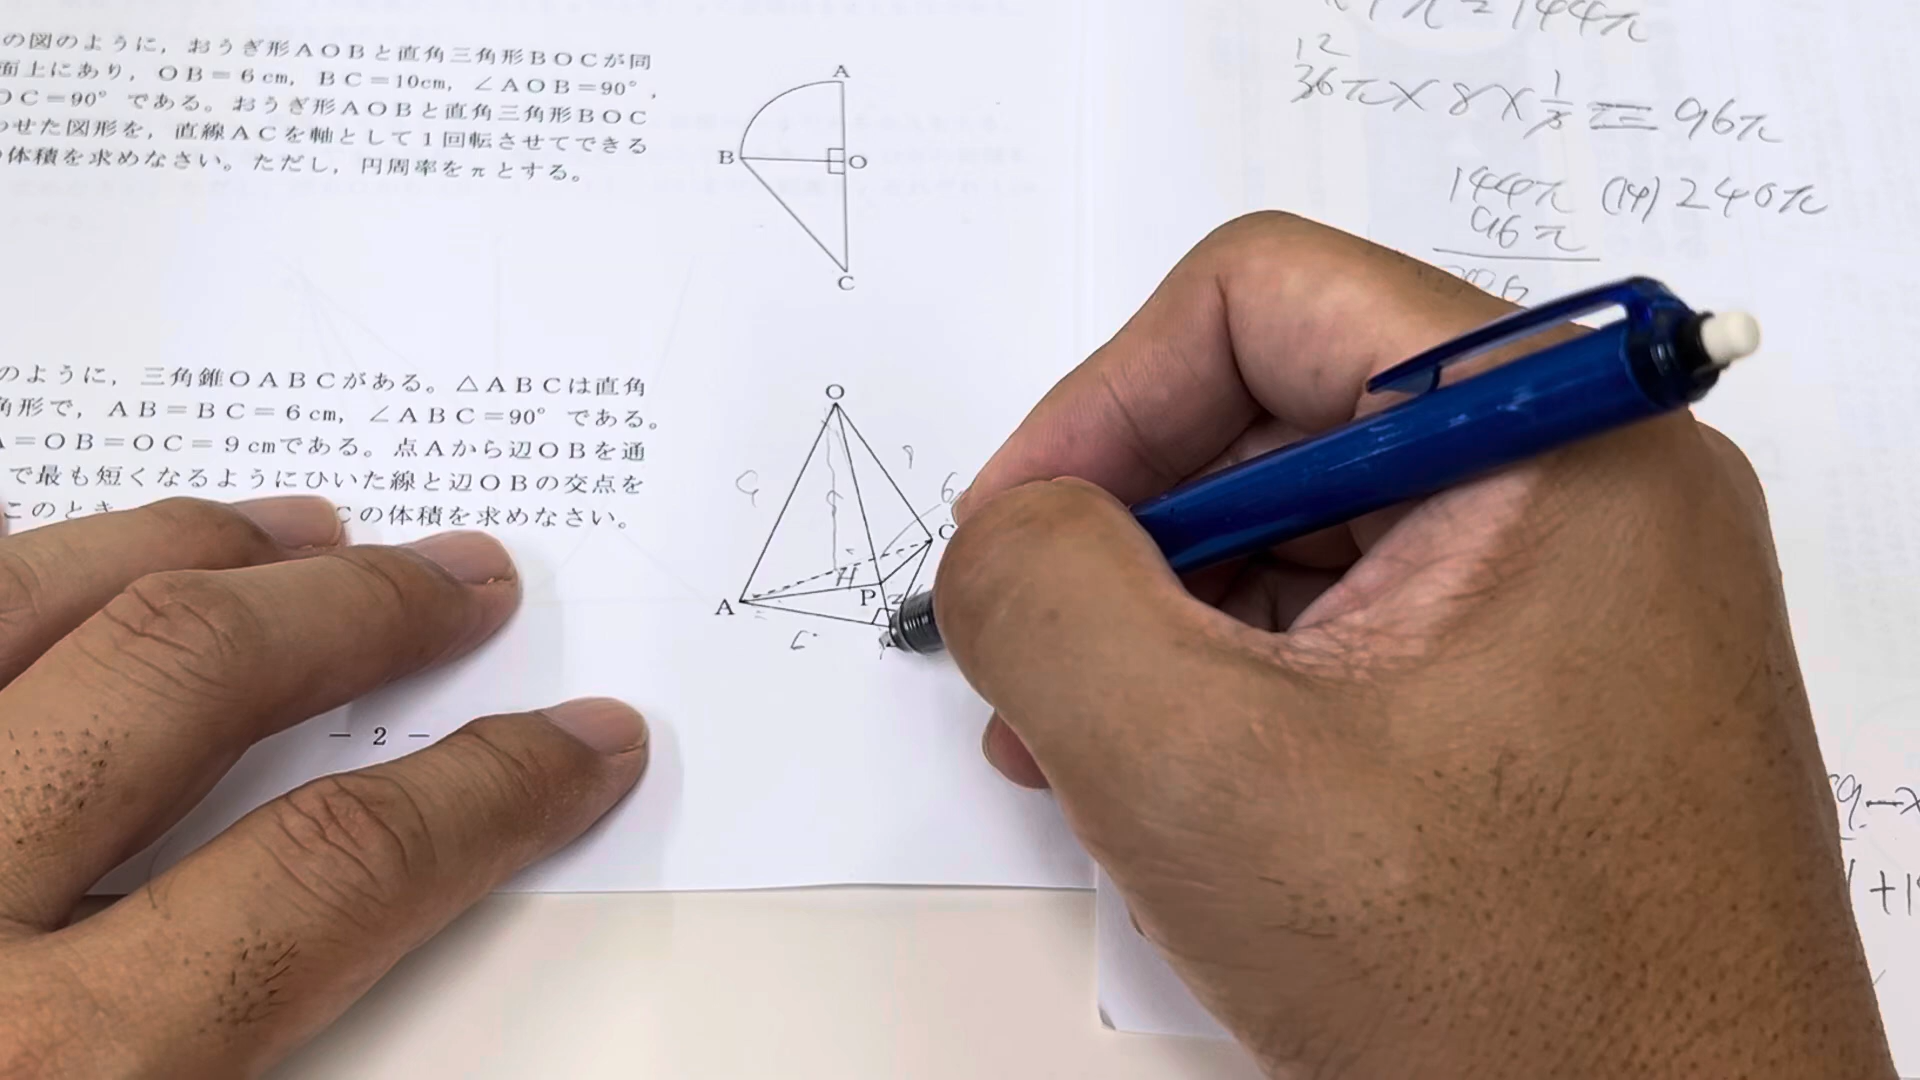 の図のように，おうぎ形AOBと直角三角形BOCが同
面上にあり，OB＝6cm，BC＝10cm，∠AOB＝90°，
OC＝90°である。おうぎ形AOBと直角三角形BOC
わせた図形を，直線ACを軸として1回転させてできる
体積を求めなさい。ただし，円周率をπとする。
A
B
O
C
のように，三角錐OABCがある。△ABCは直角
角形で，AB＝BC＝6cm，∠ABC＝90°である。
＝OB＝OC＝9cmである。点Aから辺OBを通
で最も短くなるようにひいた線と辺OBの交点を
このとき
Cの体積を求めなさい。
O
9
C
H
P
A
6
－ 2 －
π＝144π
12
36π×8×1/3＝96π
144π (14) 240π
96π
9－x
＋1